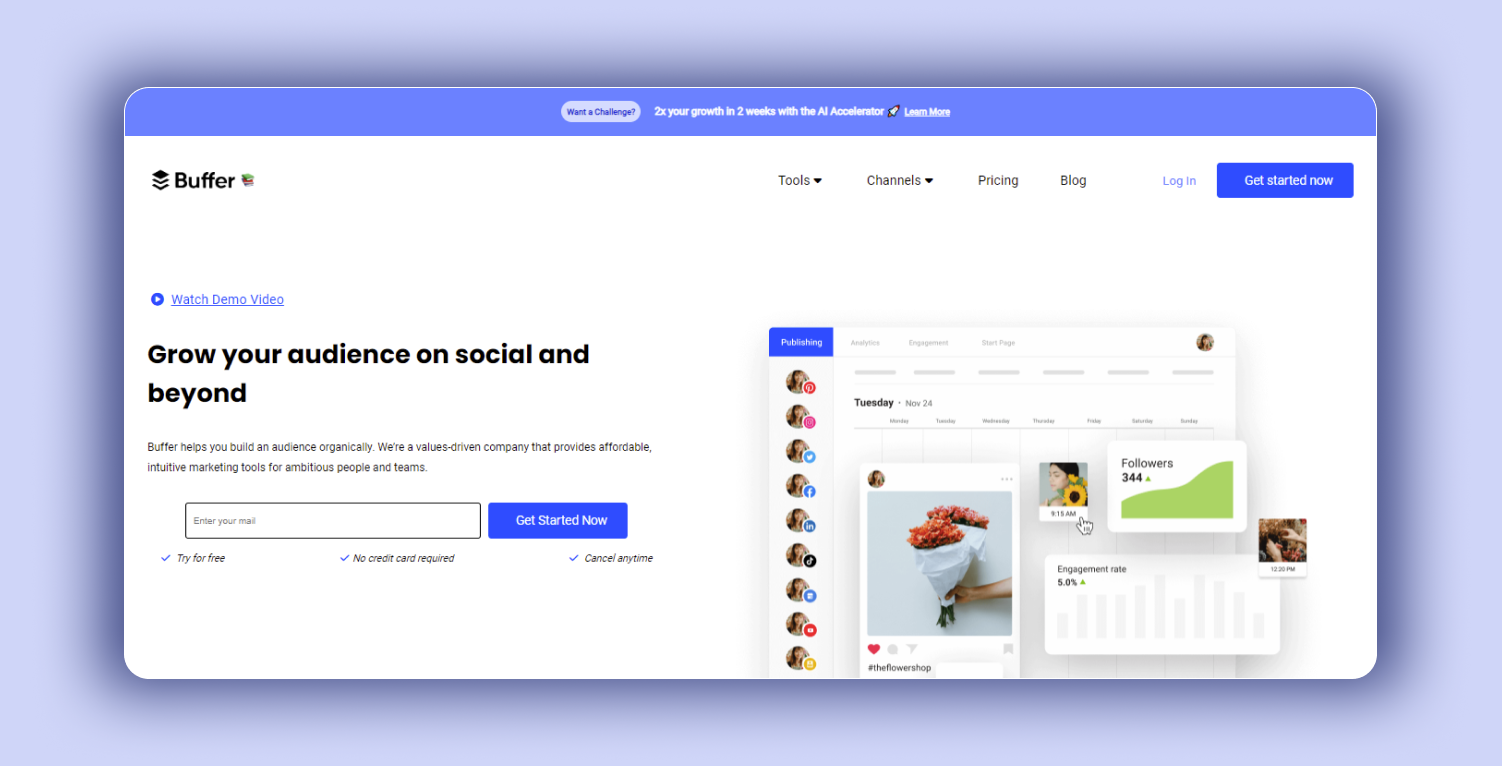 Want a Challenge? 2x your growth in 2 weeks with the AI Accelerator 🚀 Learn More
Buffer
Tools Channels Pricing Blog Log In Get started now
Watch Demo Video
Grow your audience on social and
beyond
Buffer helps you build an audience organically. We're a values-driven company that provides affordable,
intuitive marketing tools for ambitious people and teams.
Enter your mail Get Started Now
Try for free No credit card required Cancel anytime
Publishing Analytics Engagement Start Page
Tuesday · Nov 24
Monday Tuesday Wednesday Thursday Friday Saturday Sunday
Followers
344
9:15 AM
Engagement rate
5.0%
12:20 PM
#theflowershop